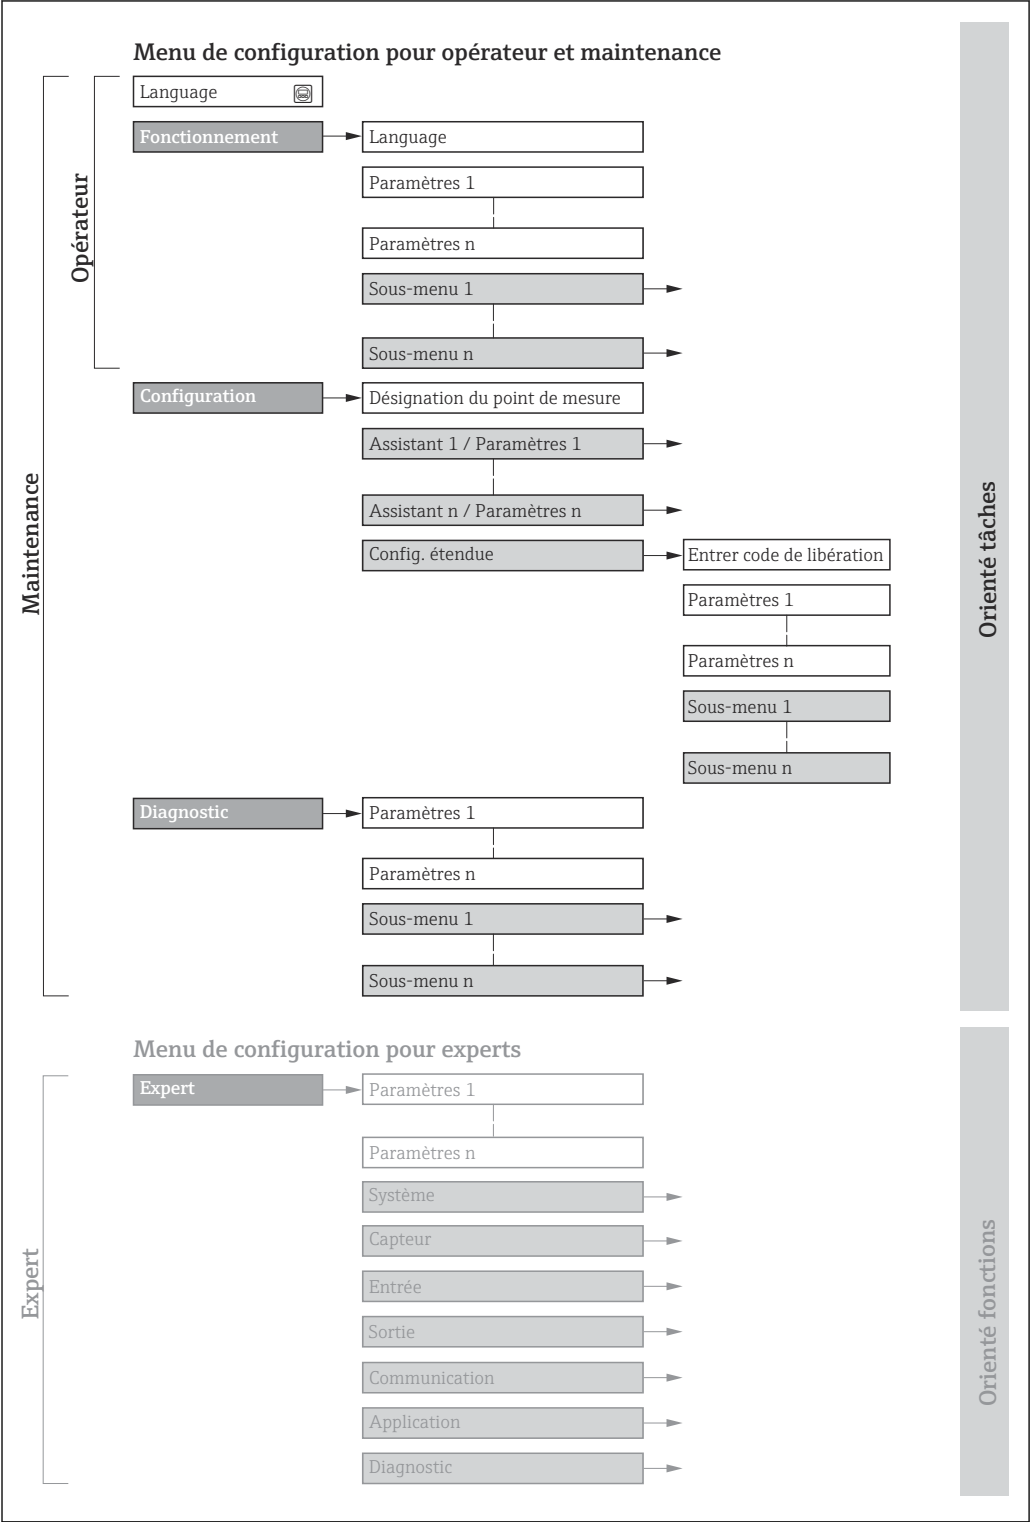 Menu de configuration pour opérateur et maintenance
Maintenance
Opérateur
Language
Fonctionnement
Language
Paramètres 1
Paramètres n
Sous-menu 1
Sous-menu n
Configuration
Désignation du point de mesure
Assistant 1 / Paramètres 1
Assistant n / Paramètres n
Config. étendue
Entrer code de libération
Paramètres 1
Paramètres n
Sous-menu 1
Sous-menu n
Diagnostic
Paramètres 1
Paramètres n
Sous-menu 1
Sous-menu n
Orienté tâches
Menu de configuration pour experts
Expert
Expert
Paramètres 1
Paramètres n
Système
Capteur
Entrée
Sortie
Communication
Application
Diagnostic
Orienté fonctions